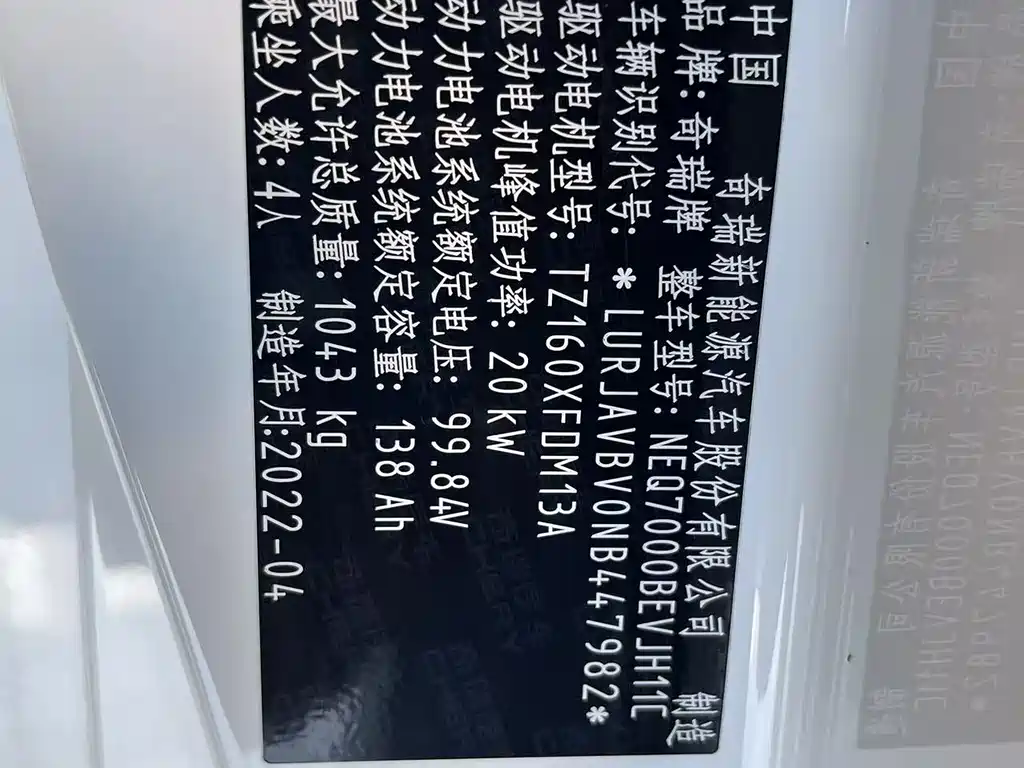 中国 奇瑞新能源汽车股份有限公司 制造
品牌: 奇瑞牌 整车型号: NEQ7000BEVJH11C
车辆识别代号: * LURJAVBV0NB447982*
驱动电机型号: TZ160XFDM13A
驱动电机峰值功率: 20kW
动力电池系统额定电压: 99.84V
动力电池系统额定容量: 138 Ah
最大允许总质量: 1043 kg
乘坐人数: 4人 制造年月:2022-04